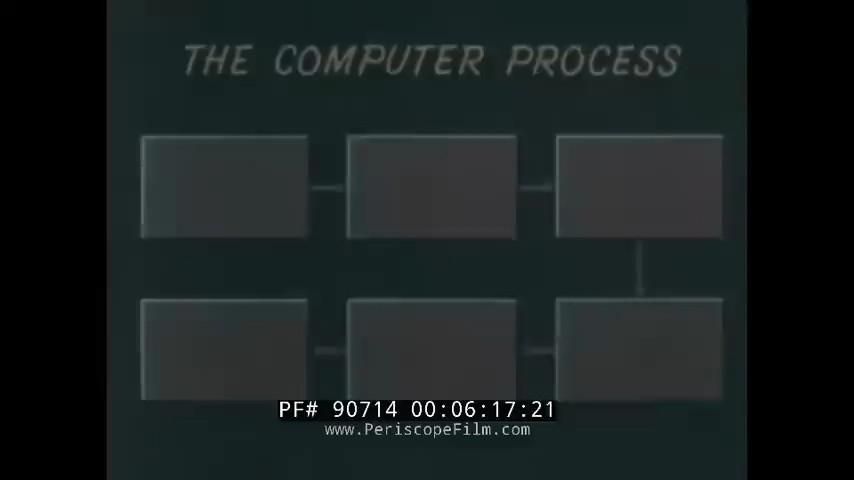 THE COMPUTER PROCESS
PF# 90714 00:06:17:21
www.PeriscopeFilm.com